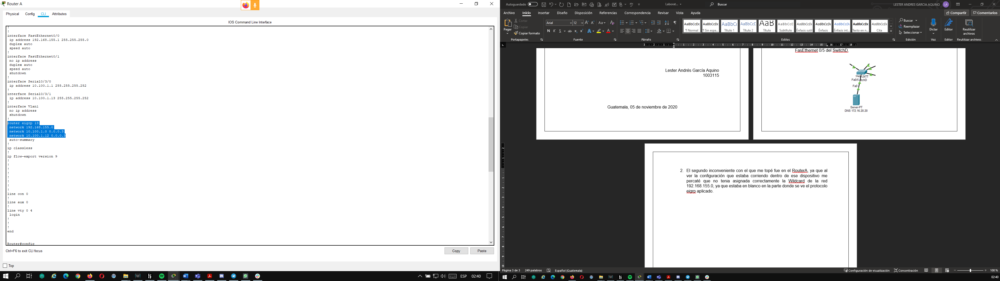 Router A
Physical
Config
CLI
Attributes
IOS Command Line Interface
!
!
interface FastEthernet0/0
ip address 192.168.155.1 255.255.255.0
duplex auto
speed auto
!
interface FastEthernet0/1
no ip address
duplex auto
speed auto
shutdown
!
interface Serial0/3/0
ip address 10.100.1.1 255.255.255.252
!
interface Serial0/3/1
ip address 10.100.1.13 255.255.255.252
!
interface Vlan1
no ip address
shutdown
!
router eigrp 13
network 192.168.155.0
network 10.100.1.0 0.0.0.3
network 10.100.1.12 0.0.0.3
auto-summary
!
ip classless
!
ip flow-export version 9
!
!
!
!
!
!
!
!
line con 0
!
line aux 0
!
line vty 0 4
login
!
!
!
end
Router#config
Ctrl+F6 to exit CLI focus
Copy
Paste
Top
ESP 02:40
Autoguardado
Laborat...
Buscar
LESTER ANDRES GARCIA AQUINO LA
Archivo Inicio Insertar Diseño Disposición Referencias Correspondencia Revisar Vista Ayuda
Compartir Comentarios
Pegar
Cortar
Copiar
Copiar formato
Portapapeles
Arial 12
N K S ab x₂ x²
Fuente
Párrafo
AaBbCcDc AaBbCcDc AaBbCc AaBbCcD AaB AaBbCcD AaBbCcDc AaBbCcDc AaBbCcDc AaBbCcDc AaBbCcDc
¶ Normal ¶ Sin espa... Título 1 Título 2 Título Subtítulo Énfasis sutil Énfasis Énfasis int... Texto en n... Cita
Estilos
Buscar
Reemplazar
Seleccionar
Edición
Dictar
Voz
Editor
Editor
Reutilizar
archivos
Reutilizar archivos
Lester Andrés García Aquino
1003115
Guatemala, 05 de noviembre de 2020
FasEthernet 0/5 del SwitchD.
Fa0/5
Fa0
Server-PT
DNS 172.16.20.20
2. El segundo inconveniente con el que me topé fue en el RouterA, ya que al
ver la configuración que estaba corriendo dentro de ese dispositivo me
percaté que no tenia asignada correctamente la Wildcard de la red
192.168.155.0, ya que estaba en blanco en la parte donde se ve el protocolo
eigrp aplicado.
Página 3 de 3 249 palabras Español (Guatemala)
Configuración de visualización Concentración 100 %
02:40